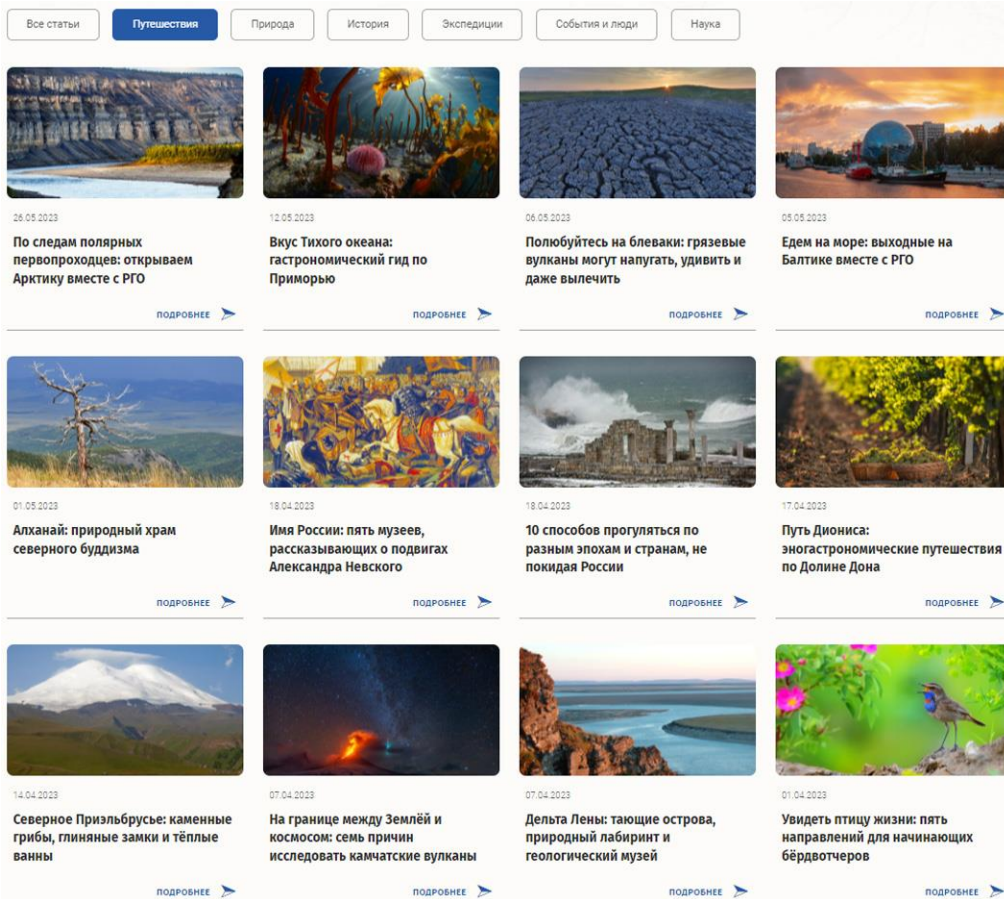 Все статьи
Путешествия
Природа
История
Экспедиции
События и люди
Наука
26.05.2023
По следам полярных
первопроходцев: открываем
Арктику вместе с РГО
ПОДРОБНЕЕ
12.05.2023
Вкус Тихого океана:
гастрономический гид по
Приморью
ПОДРОБНЕЕ
06.05.2023
Полюбуйтесь на блеваки: грязевые
вулканы могут напугать, удивить и
даже вылечить
ПОДРОБНЕЕ
05.05.2023
Едем на море: выходные на
Балтике вместе с РГО
ПОДРОБНЕЕ
01.05.2023
Алханай: природный храм
северного буддизма
ПОДРОБНЕЕ
18.04.2023
Имя России: пять музеев,
рассказывающих о подвигах
Александра Невского
ПОДРОБНЕЕ
18.04.2023
10 способов прогуляться по
разным эпохам и странам, не
покидая России
ПОДРОБНЕЕ
17.04.2023
Путь Диониса:
эногастрономические путешествия
по Долине Дона
ПОДРОБНЕЕ
14.04.2023
Северное Приэльбрусье: каменные
грибы, глиняные замки и тёплые
ванны
ПОДРОБНЕЕ
07.04.2023
На границе между Землёй и
космосом: семь причин
исследовать камчатские вулканы
ПОДРОБНЕЕ
07.04.2023
Дельта Лены: тающие острова,
природный лабиринт и
геологический музей
ПОДРОБНЕЕ
01.04.2023
Увидеть птицу жизни: пять
направлений для начинающих
бёрдвотчеров
ПОДРОБНЕЕ